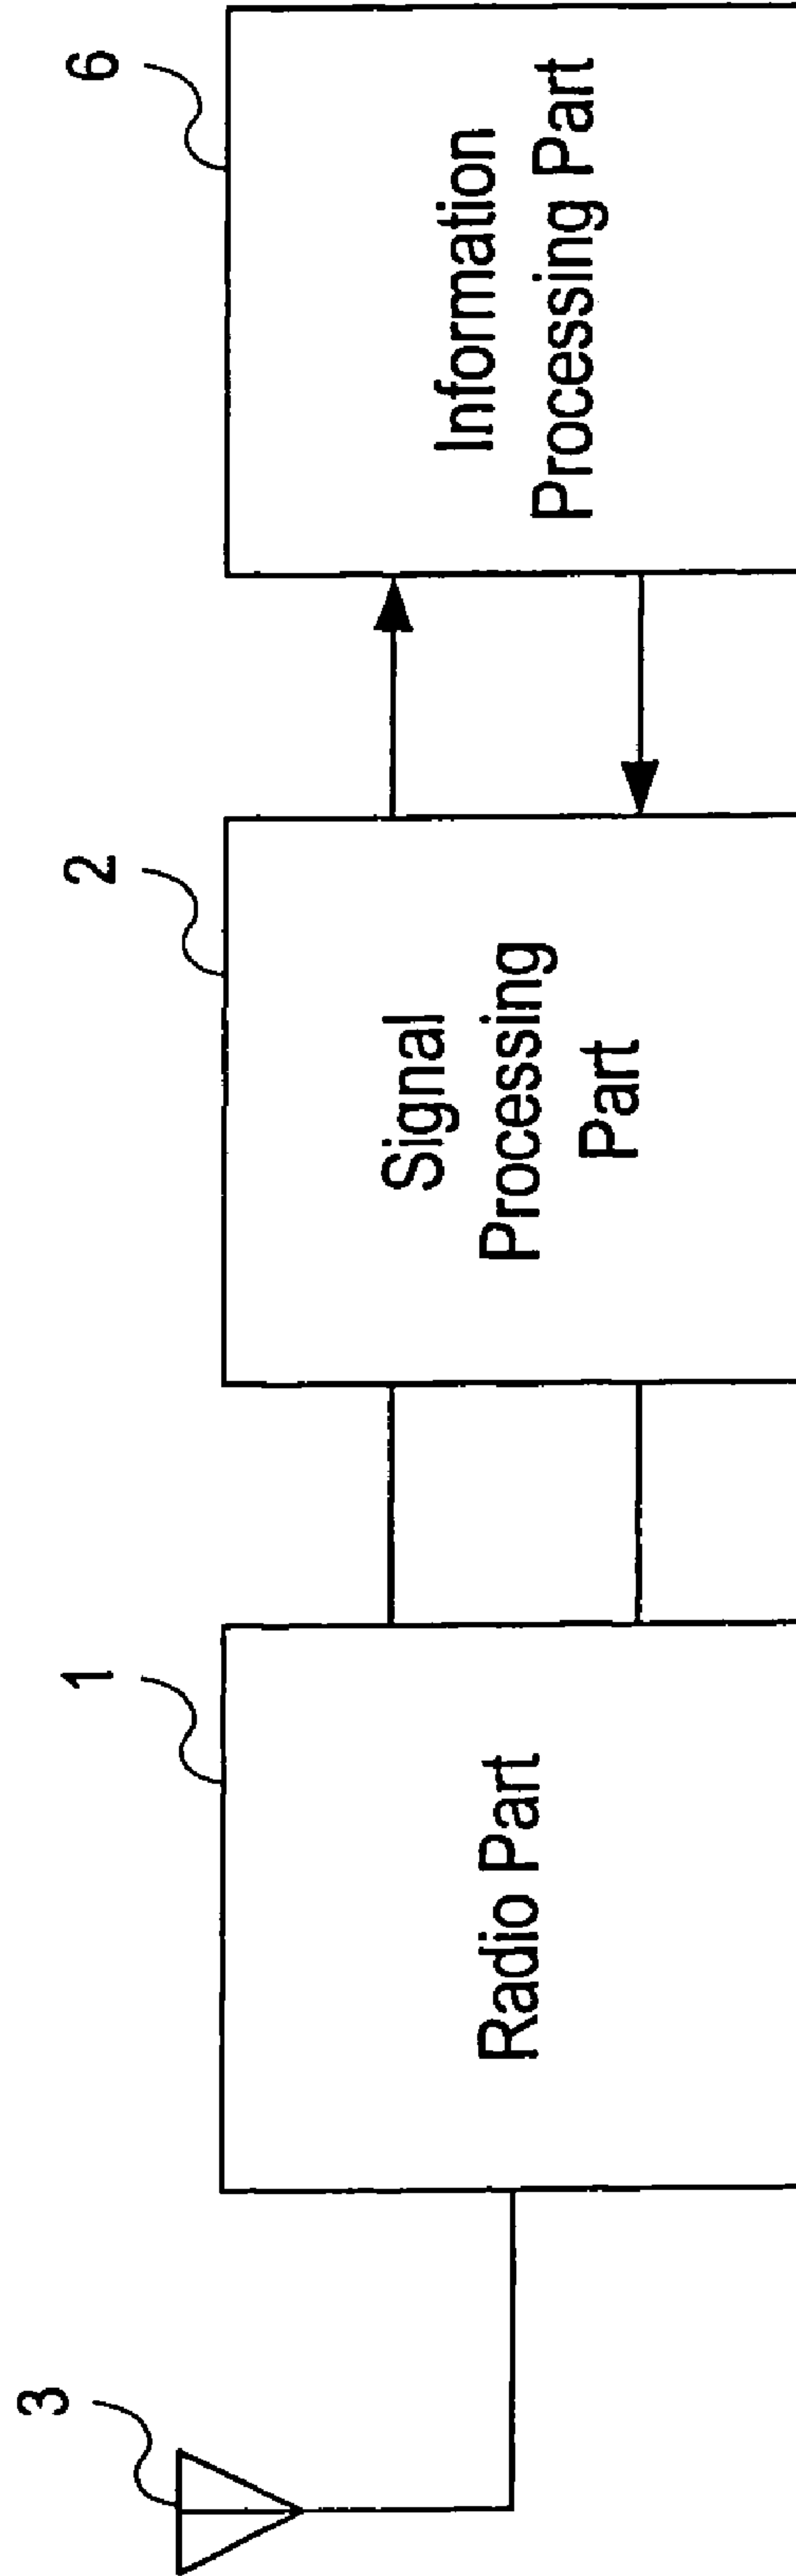 3
1
2
6
Radio Part
Signal
Processing
Part
Information
Processing Part